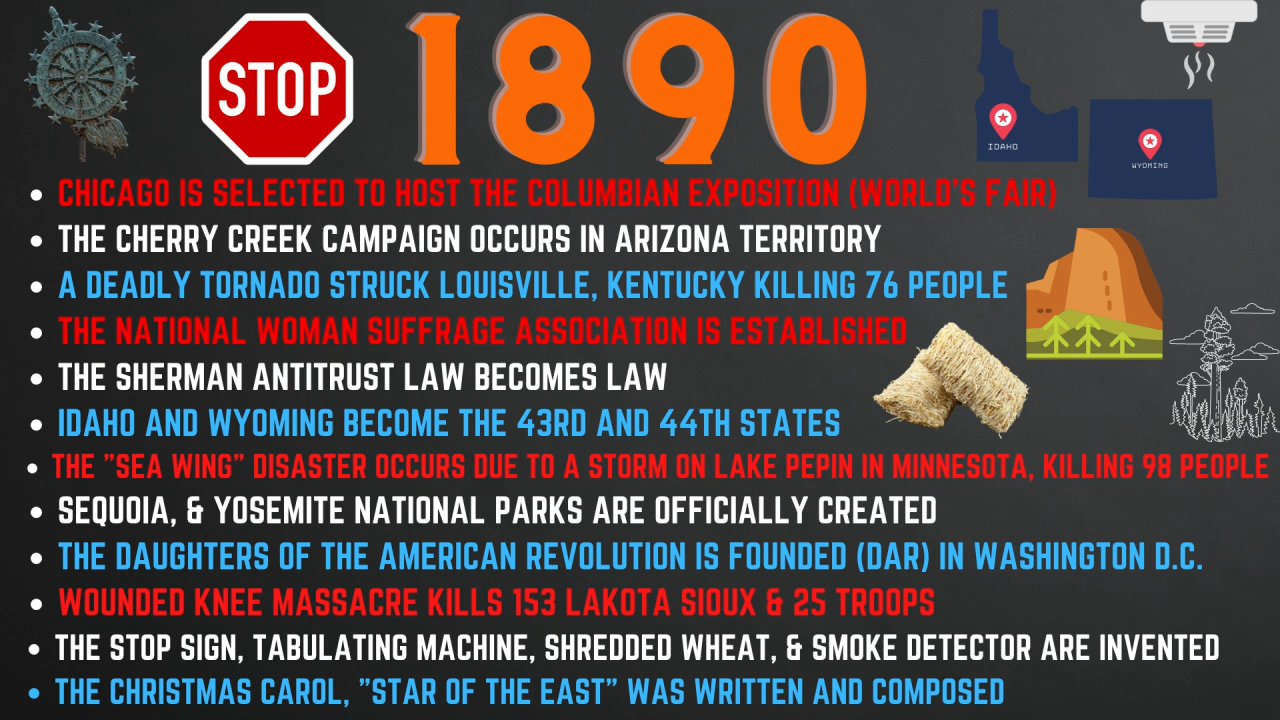 STOP
1890
IDAHO
WYOMING
• CHICAGO IS SELECTED TO HOST THE COLUMBIAN EXPOSITION (WORLD'S FAIR)
• THE CHERRY CREEK CAMPAIGN OCCURS IN ARIZONA TERRITORY
• A DEADLY TORNADO STRUCK LOUISVILLE, KENTUCKY KILLING 76 PEOPLE
• THE NATIONAL WOMAN SUFFRAGE ASSOCIATION IS ESTABLISHED
• THE SHERMAN ANTITRUST LAW BECOMES LAW
• IDAHO AND WYOMING BECOME THE 43RD AND 44TH STATES
• THE "SEA WING" DISASTER OCCURS DUE TO A STORM ON LAKE PEPIN IN MINNESOTA, KILLING 98 PEOPLE
• SEQUOIA, & YOSEMITE NATIONAL PARKS ARE OFFICIALLY CREATED
• THE DAUGHTERS OF THE AMERICAN REVOLUTION IS FOUNDED (DAR) IN WASHINGTON D.C.
• WOUNDED KNEE MASSACRE KILLS 153 LAKOTA SIOUX & 25 TROOPS
• THE STOP SIGN, TABULATING MACHINE, SHREDDED WHEAT, & SMOKE DETECTOR ARE INVENTED
• THE CHRISTMAS CAROL, "STAR OF THE EAST" WAS WRITTEN AND COMPOSED